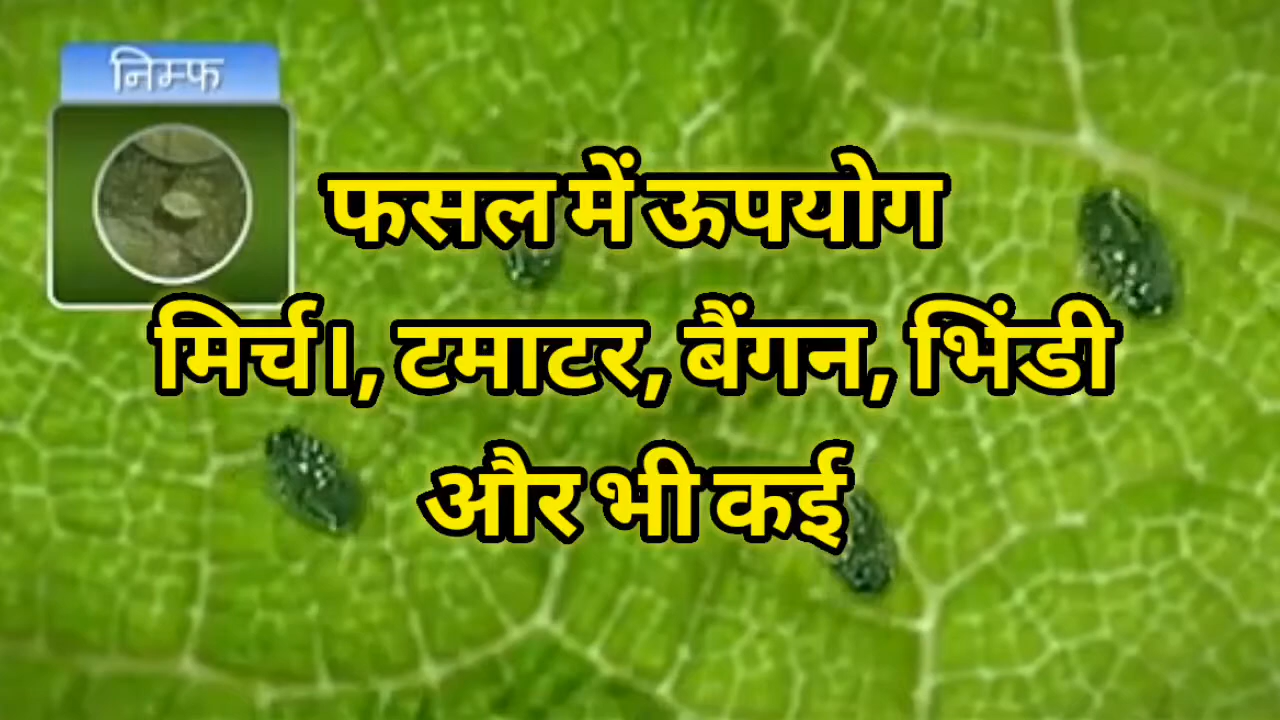 निम्फ
फसल में ऊपयोग
मिर्च।, टमाटर, बैंगन, भिंडी
और भी कई